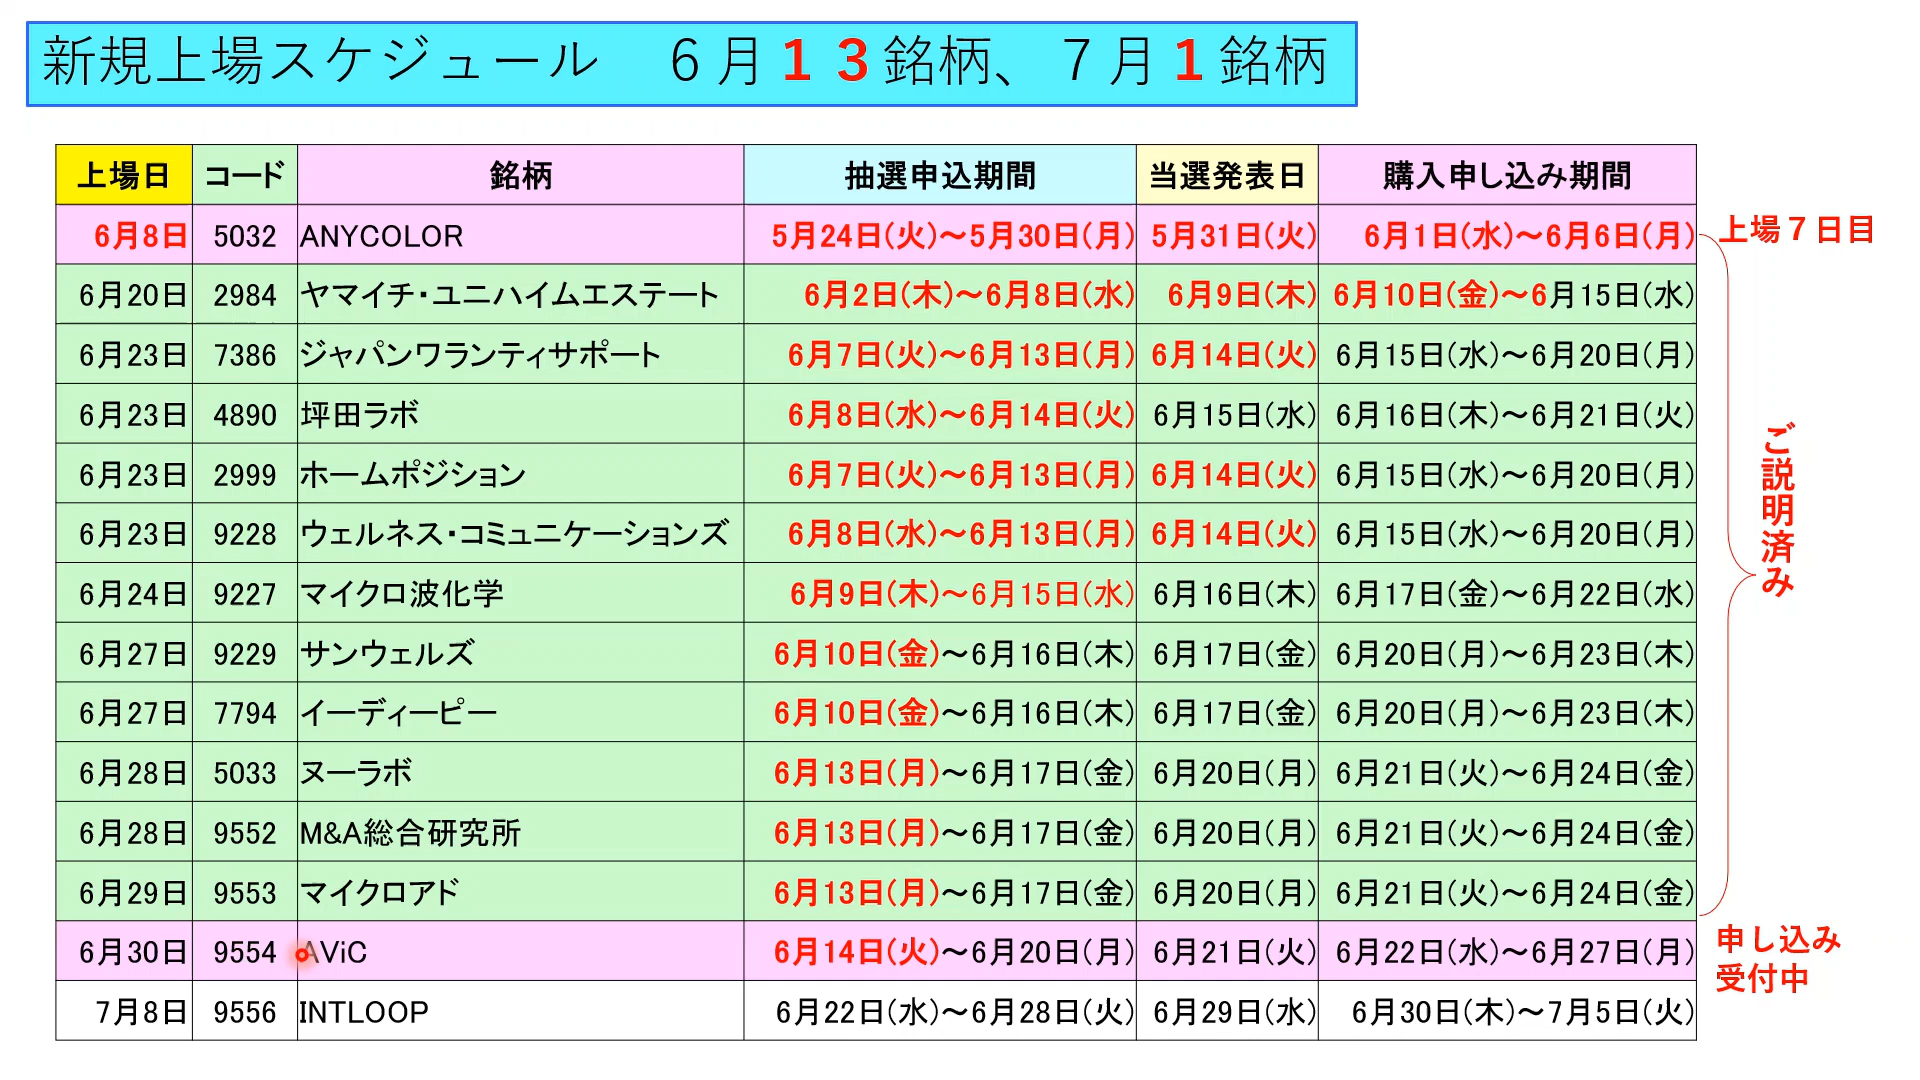 新規上場スケジュール　６月１３銘柄、７月１銘柄
上場日 コード 銘柄 抽選申込期間 当選発表日 購入申し込み期間
6月8日 5032 ANYCOLOR 5月24日(火)～5月30日(月) 5月31日(火) 6月1日(水)～6月6日(月) 上場７日目
6月20日 2984 ヤマイチ・ユニハイムエステート 6月2日(木)～6月8日(水) 6月9日(木) 6月10日(金)～6月15日(水)
6月23日 7386 ジャパンワランティサポート 6月7日(火)～6月13日(月) 6月14日(火) 6月15日(水)～6月20日(月)
6月23日 4890 坪田ラボ 6月8日(水)～6月14日(火) 6月15日(水) 6月16日(木)～6月21日(火)
6月23日 2999 ホームポジション 6月7日(火)～6月13日(月) 6月14日(火) 6月15日(水)～6月20日(月)
6月23日 9228 ウェルネス・コミュニケーションズ 6月8日(水)～6月13日(月) 6月14日(火) 6月15日(水)～6月20日(月)
6月24日 9227 マイクロ波化学 6月9日(木)～6月15日(水) 6月16日(木) 6月17日(金)～6月22日(水)
6月27日 9229 サンウェルズ 6月10日(金)～6月16日(木) 6月17日(金) 6月20日(月)～6月23日(木)
6月27日 7794 イーディーピー 6月10日(金)～6月16日(木) 6月17日(金) 6月20日(月)～6月23日(木)
6月28日 5033 ヌーラボ 6月13日(月)～6月17日(金) 6月20日(月) 6月21日(火)～6月24日(金)
6月28日 9552 M&A総合研究所 6月13日(月)～6月17日(金) 6月20日(月) 6月21日(火)～6月24日(金)
6月29日 9553 マイクロアド 6月13日(月)～6月17日(金) 6月20日(月) 6月21日(火)～6月24日(金)
6月30日 9554 AViC 6月14日(火)～6月20日(月) 6月21日(火) 6月22日(水)～6月27日(月)
7月8日 9556 INTLOOP 6月22日(水)～6月28日(火) 6月29日(水) 6月30日(木)～7月5日(火)
ご説明済み
申し込み
受付中